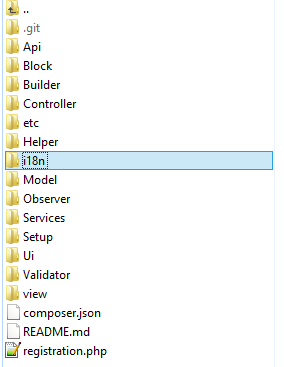 ..
.git
Api
Block
Builder
Controller
etc
Helper
i18n
Model
Observer
Services
Setup
Ui
Validator
view
composer.json
README.md
registration.php